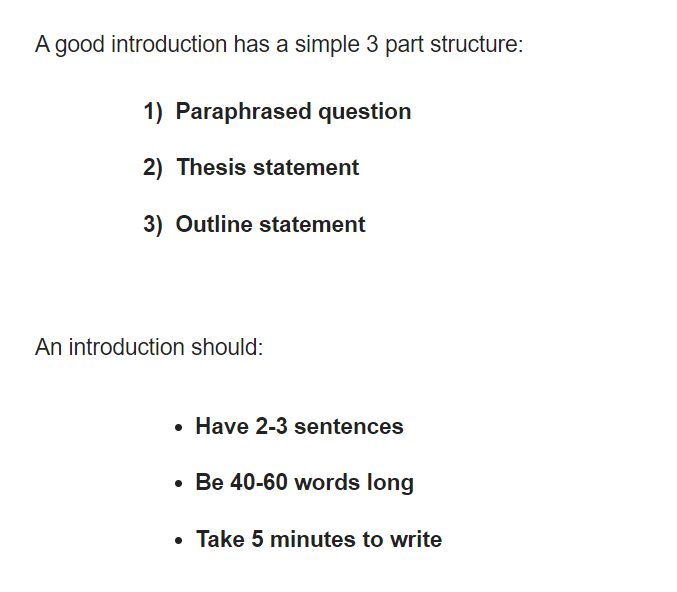 A good introduction has a simple 3 part structure:
1) Paraphrased question
2) Thesis statement
3) Outline statement
An introduction should:
• Have 2-3 sentences
• Be 40-60 words long
• Take 5 minutes to write